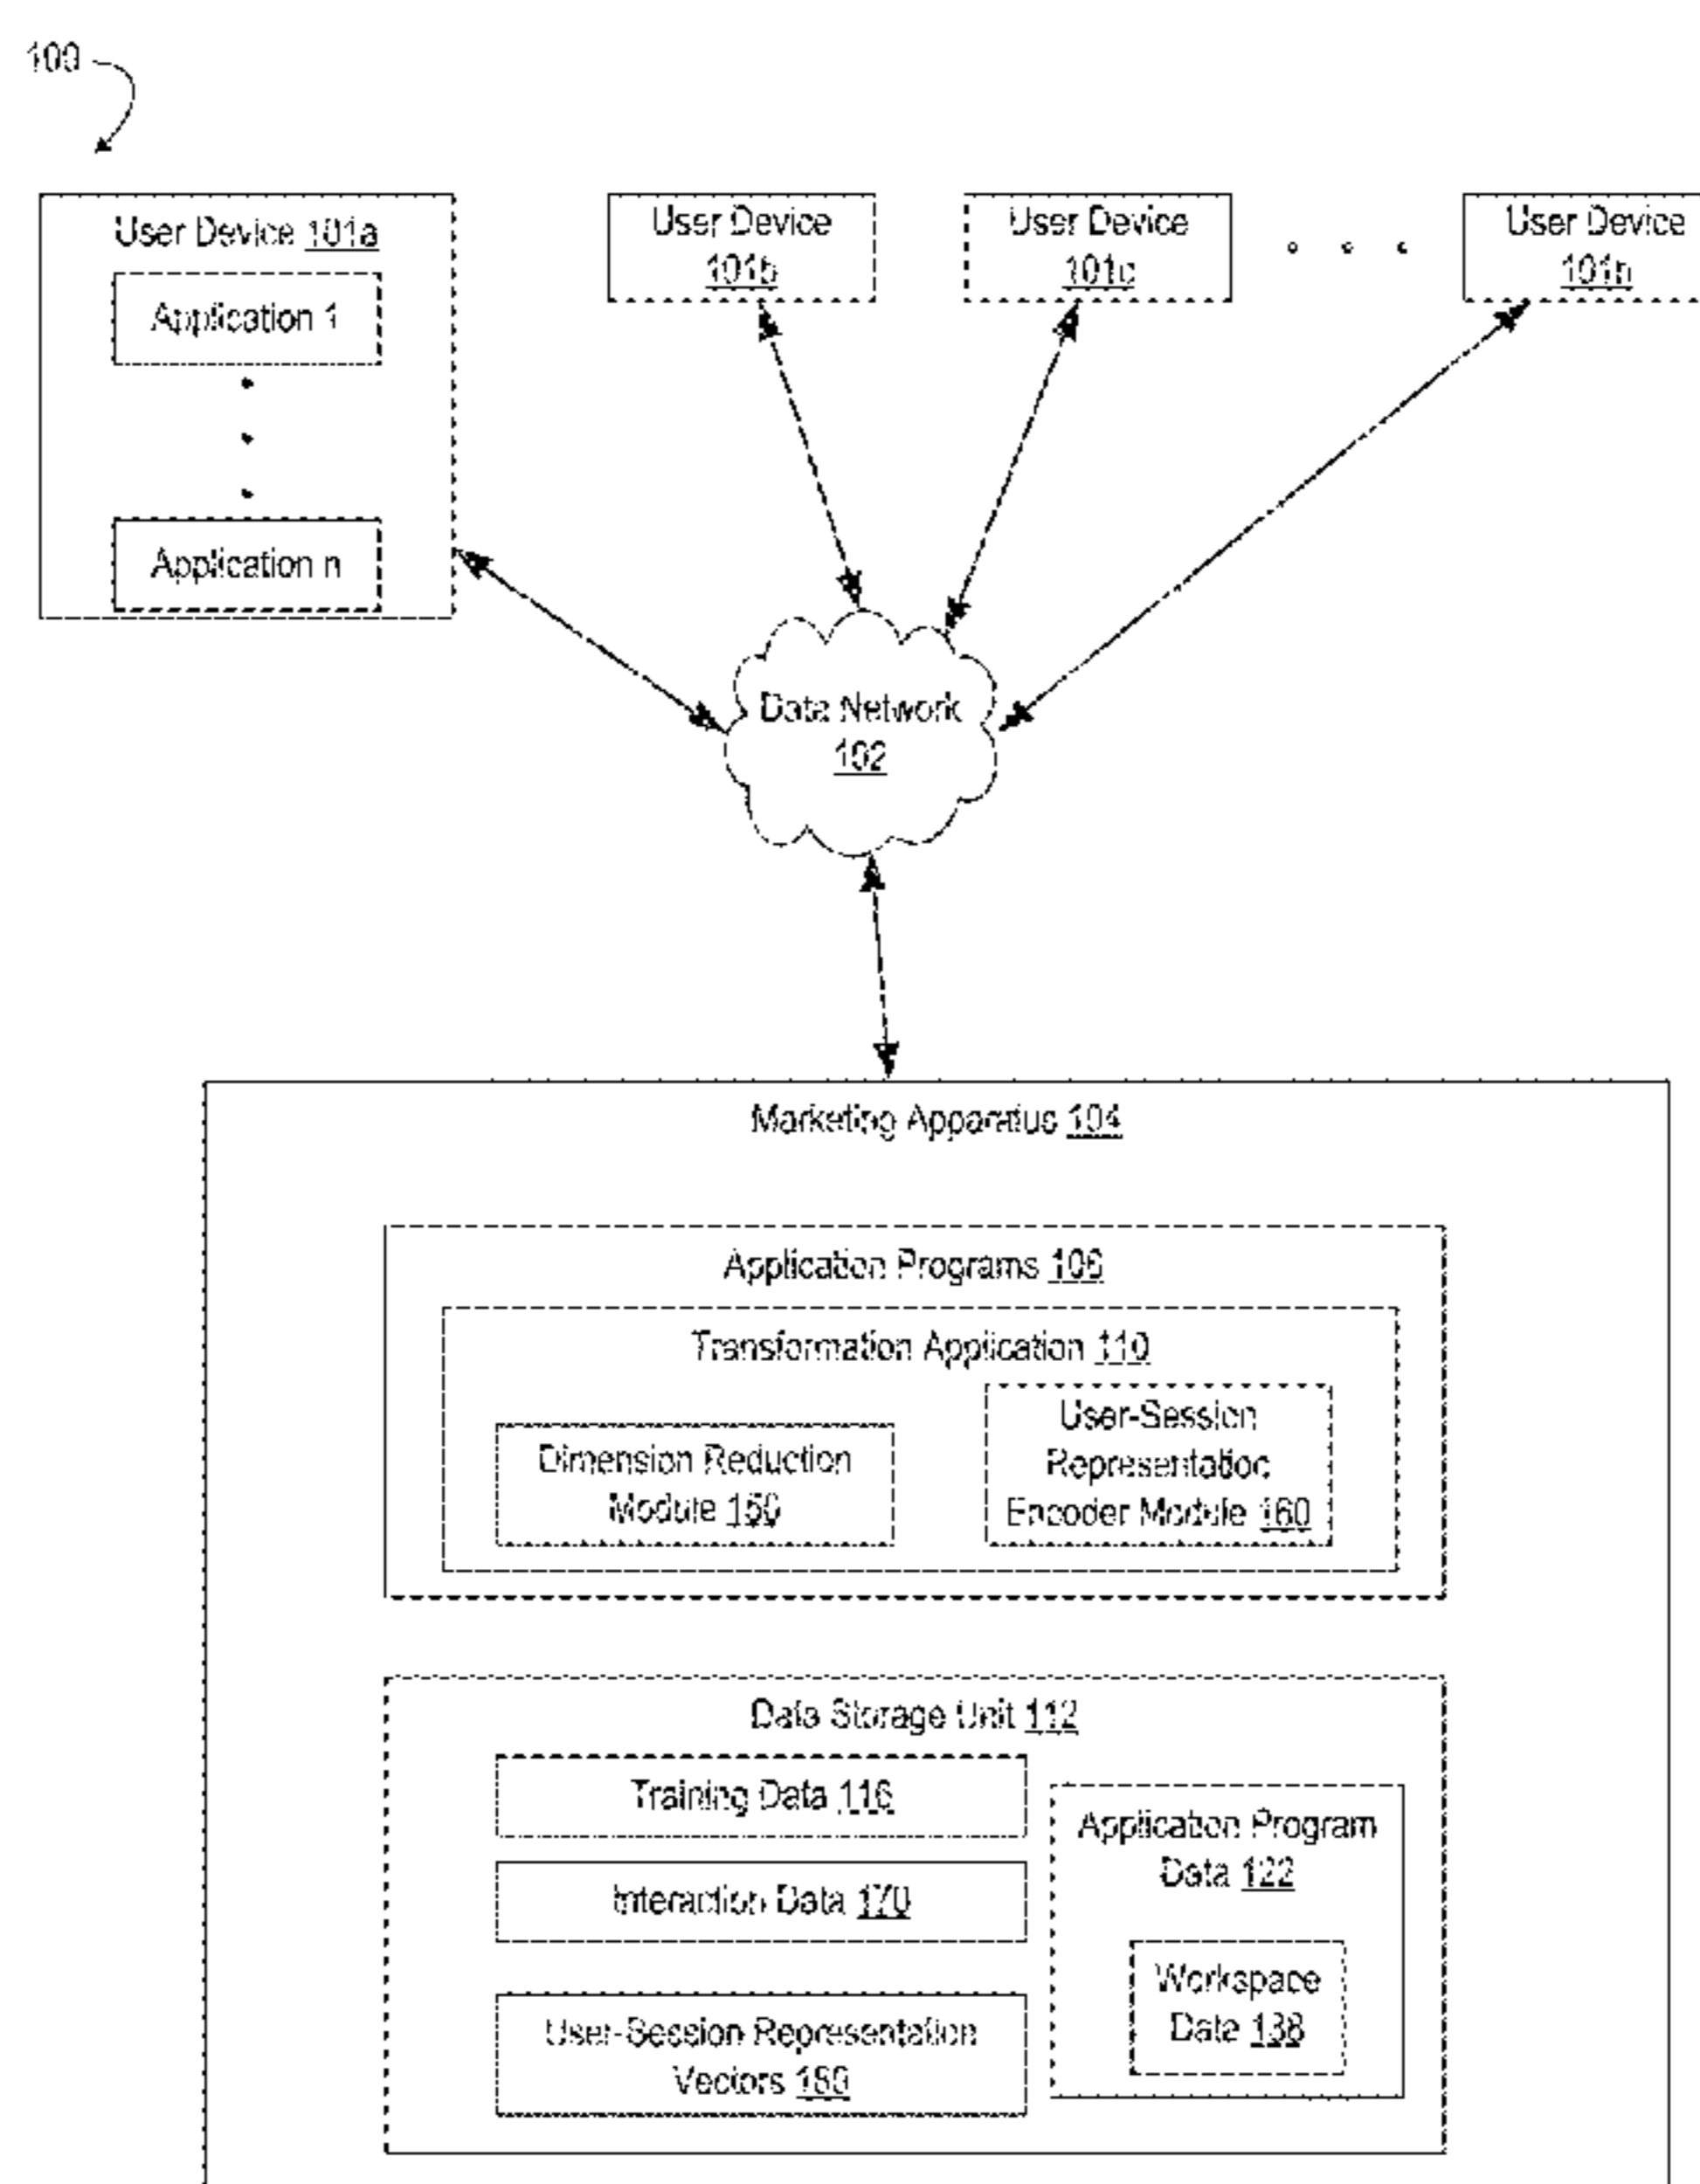 100
User Device 101a
Application 1
Application n
User Device
101b
User Device
101c
User Device
101n
Data Network
102
Marketing Apparatus 104
Application Programs 106
Transformation Application 110
Dimension Reduction
Module 150
User-Session
Representation
Encoder Module 160
Data Storage Unit 112
Training Data 116
Interaction Data 170
User-Session Representation
Vectors 180
Application Program
Data 122
Workspace
Data 138